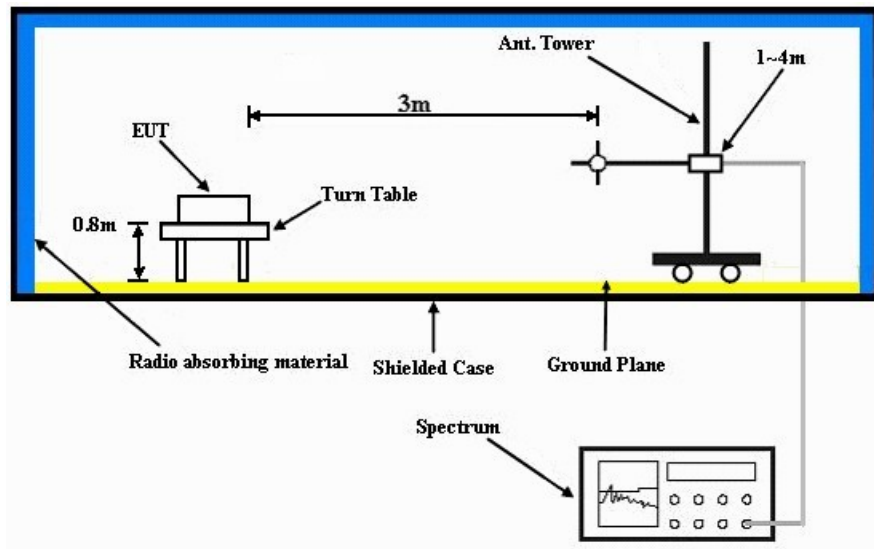 Ant. Tower
1~4m
3m
EUT
Turn Table
0.8m
Radio absorbing material
Shielded Case
Ground Plane
Spectrum